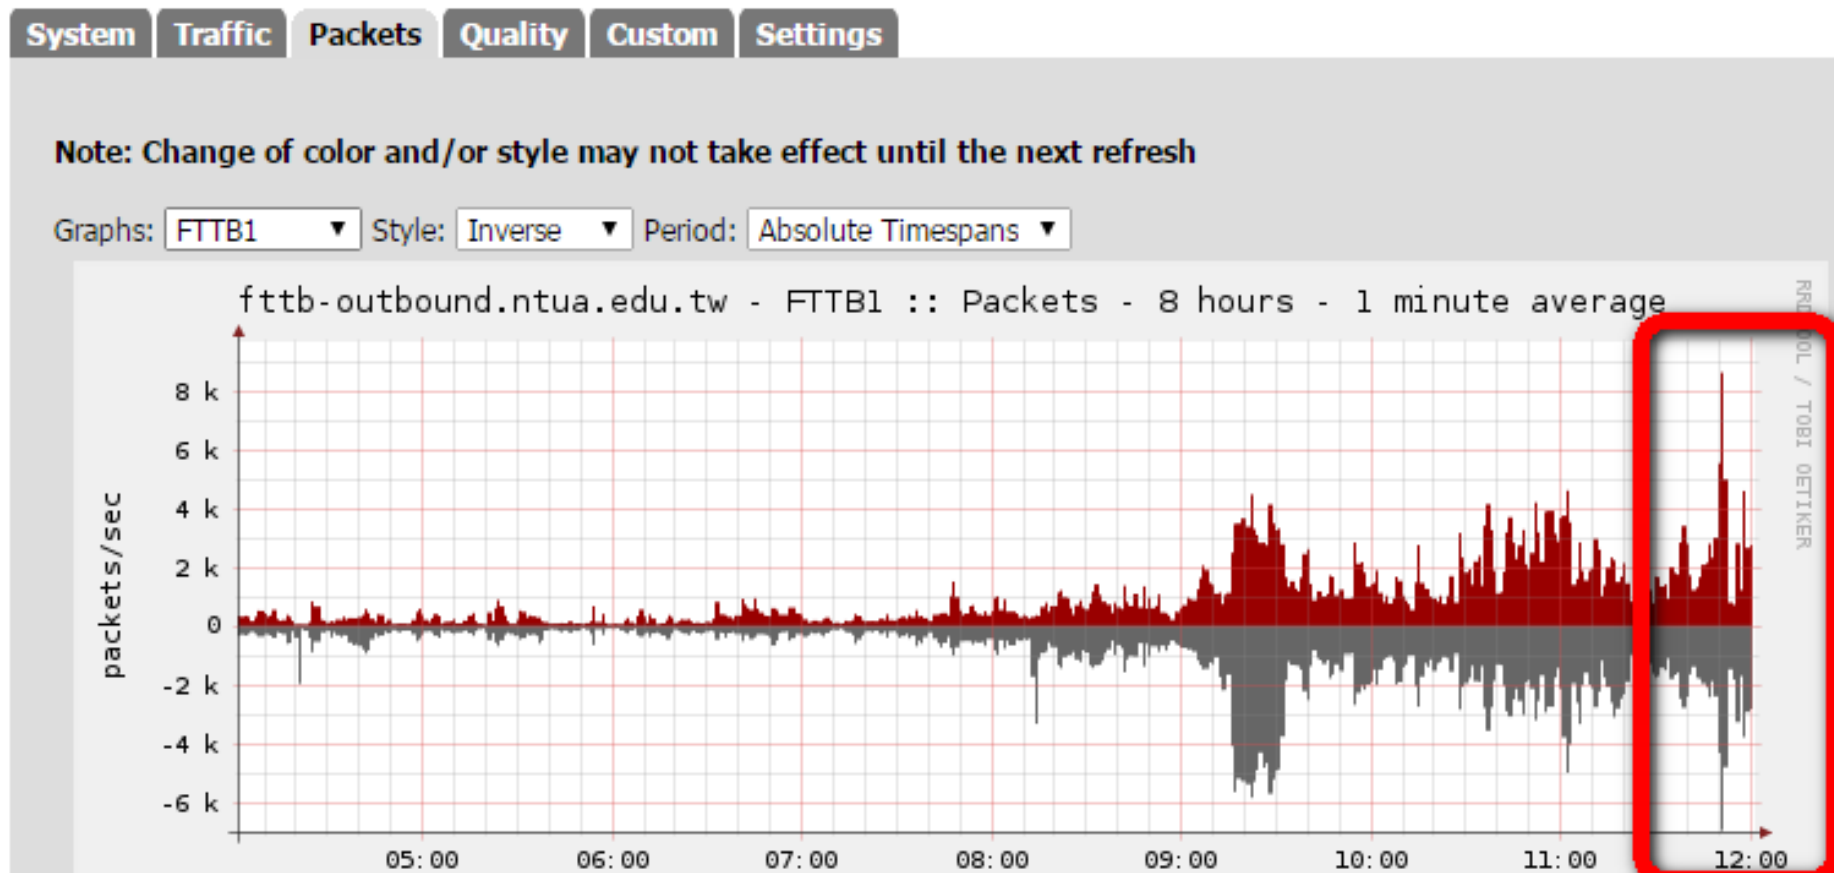 System Traffic Packets Quality Custom Settings
Note: Change of color and/or style may not take effect until the next refresh
Graphs: FTTB1 ▼ Style: Inverse ▼ Period: Absolute Timespans ▼
fttb-outbound.ntua.edu.tw - FTTB1 :: Packets - 8 hours - 1 minute average
8 k
6 k
4 k
2 k
0
-2 k
-4 k
-6 k
packets/sec
05:00 06:00 07:00 08:00 09:00 10:00 11:00 12:00
/ TOBI OETIKER